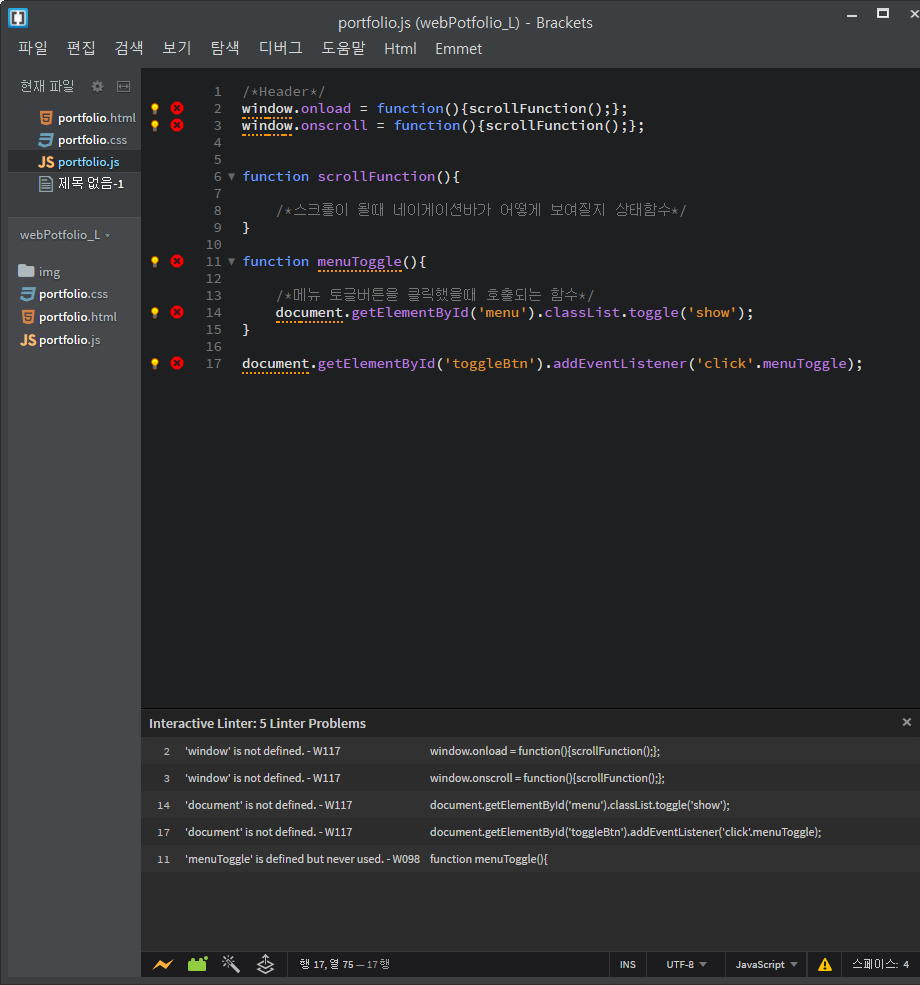 portfolio.js (webPotfolio_L) - Brackets
파일 편집 검색 보기 탐색 디버그 도움말 Html Emmet
현재 파일
portfolio.html
portfolio.css
JS portfolio.js
제목 없음-1
webPotfolio_L
img
portfolio.css
portfolio.html
JS portfolio.js
1 /*Header*/
2 window.onload = function(){scrollFunction();};
3 window.onscroll = function(){scrollFunction();};
4
5
6 function scrollFunction(){
7
8 /*스크롤이 될때 네이게이션바가 어떻게 보여질지 상태함수*/
9 }
10
11 function menuToggle(){
12
13 /*메뉴 토글버튼을 클릭했을때 호출되는 함수*/
14 document.getElementById('menu').classList.toggle('show');
15 }
16
17 document.getElementById('toggleBtn').addEventListener('click'.menuToggle);
Interactive Linter: 5 Linter Problems
2 'window' is not defined. - W117 window.onload = function(){scrollFunction();};
3 'window' is not defined. - W117 window.onscroll = function(){scrollFunction();};
14 'document' is not defined. - W117 document.getElementById('menu').classList.toggle('show');
17 'document' is not defined. - W117 document.getElementById('toggleBtn').addEventListener('click'.menuToggle);
11 'menuToggle' is defined but never used. - W098 function menuToggle(){
행 17, 열 75 — 17 행 INS UTF-8 JavaScript 스페이스: 4